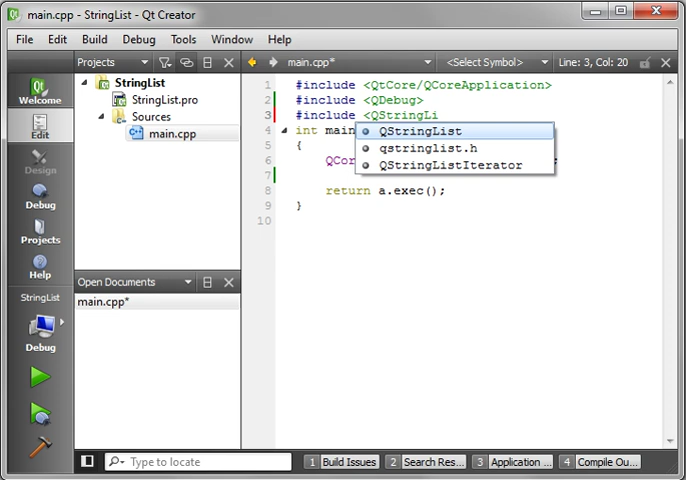 main.cpp - StringList - Qt Creator
File Edit Build Debug Tools Window Help
Projects
main.cpp*
<Select Symbol>
Line: 3, Col: 20
Welcome
Edit
Design
Debug
Projects
Help
StringList
Debug
StringList
StringList.pro
Sources
main.cpp
Open Documents
main.cpp*
1 #include <QtCore/QCoreApplication>
2 #include <QDebug>
3 #include <QStringLi
4 int main
5 {
6 QCor ;
7
8 return a.exec();
9 }
10
QStringList
qstringlist.h
QStringListIterator
Type to locate
1 Build Issues
2 Search Res...
3 Application ...
4 Compile Ou...